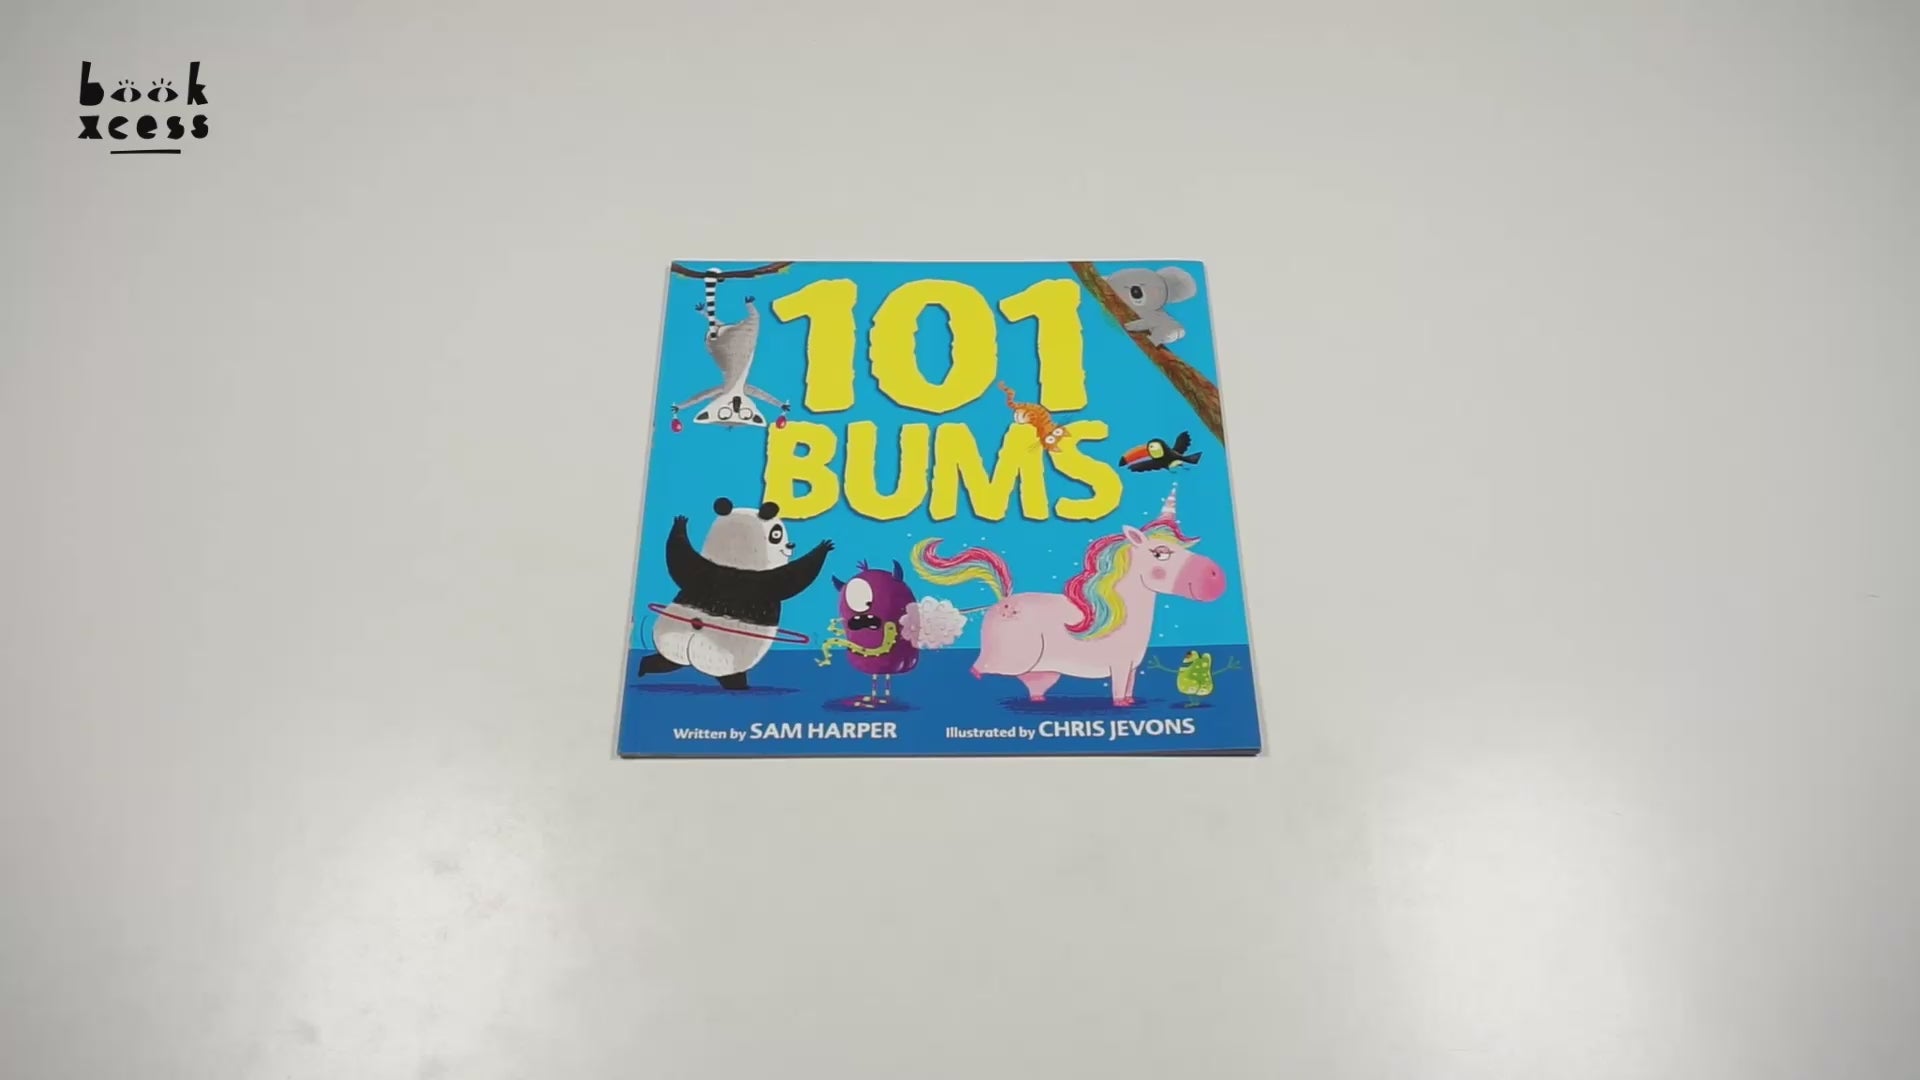 book
xcess
101
BUMS
Written by SAM HARPER
Illustrated by CHRIS JEVONS